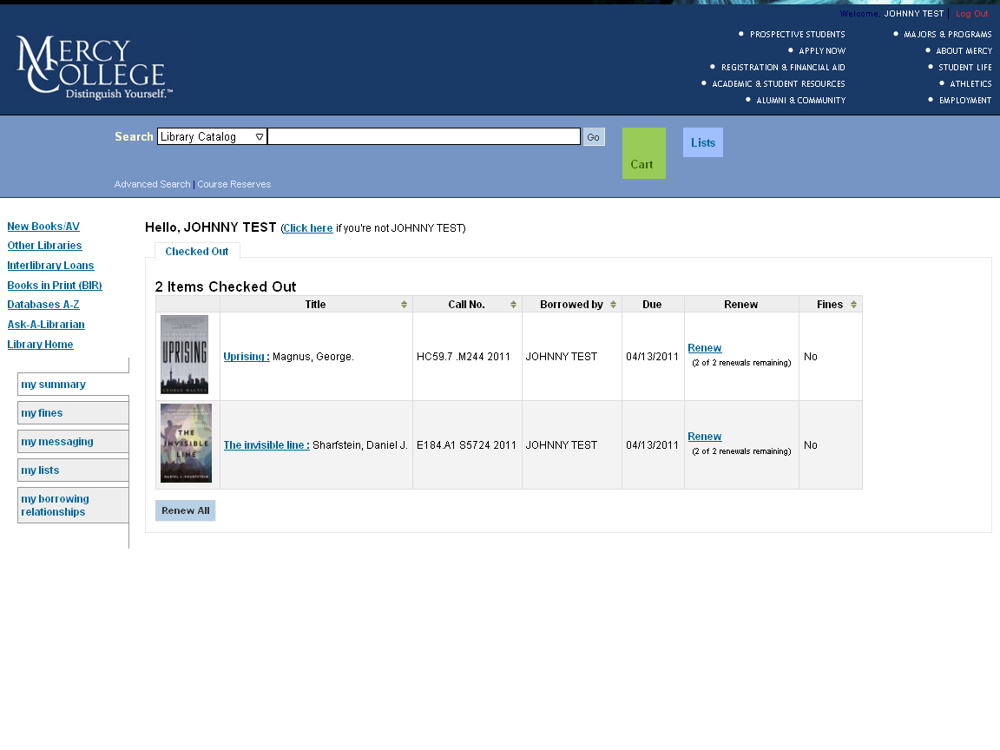 Welcome, JOHNNY TEST | Log Out
MERCY COLLEGE
Distinguish Yourself.™
PROSPECTIVE STUDENTS
APPLY NOW
REGISTRATION & FINANCIAL AID
ACADEMIC & STUDENT RESOURCES
ALUMNI & COMMUNITY
MAJORS & PROGRAMS
ABOUT MERCY
STUDENT LIFE
ATHLETICS
EMPLOYMENT
Search Library Catalog Go Cart Lists
Advanced Search | Course Reserves
New Books/AV
Other Libraries
Interlibrary Loans
Books in Print (BIR)
Databases A-Z
Ask-A-Librarian
Library Home
my summary
my fines
my messaging
my lists
my borrowing
relationships
Hello, JOHNNY TEST (Click here if you're not JOHNNY TEST)
Checked Out
2 Items Checked Out
Title Call No. Borrowed by Due Renew Fines
UPRISING
GEORGE MAGNUS
Uprising : Magnus, George. HC59.7 .M244 2011 JOHNNY TEST 04/13/2011 Renew No
(2 of 2 renewals remaining)
THE
INVISIBLE
LINE
DANIEL J. SHARFSTEIN
The invisible line : Sharfstein, Daniel J. E184.A1 S5724 2011 JOHNNY TEST 04/13/2011 Renew No
(2 of 2 renewals remaining)
Renew All